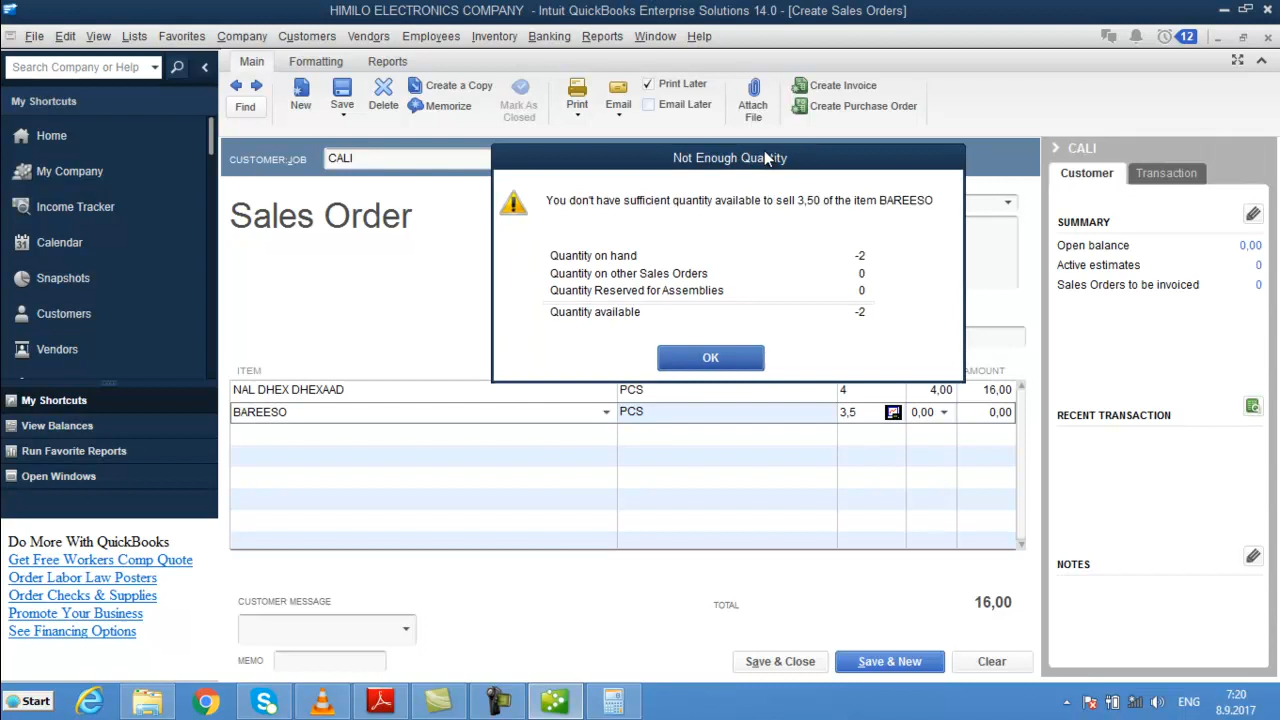 HIMILO ELECTRONICS COMPANY - Intuit QuickBooks Enterprise Solutions 14.0 - [Create Sales Orders]
File Edit View Lists Favorites Company Customers Vendors Employees Inventory Banking Reports Window Help 12
Search Company or Help
My Shortcuts
Home
My Company
Income Tracker
Calendar
Snapshots
Customers
Vendors
My Shortcuts
View Balances
Run Favorite Reports
Open Windows
Do More With QuickBooks
Get Free Workers Comp Quote
Order Labor Law Posters
Order Checks & Supplies
Promote Your Business
See Financing Options
Main Formatting Reports
Find
New
Save
Delete
Create a Copy
Memorize
Mark As
Closed
Print
Email
Print Later
Email Later
Attach
File
Create Invoice
Create Purchase Order
CUSTOMER:JOB CALI
Sales Order
Not Enough Quantity
You don't have sufficient quantity available to sell 3,50 of the item BAREESO
Quantity on hand -2
Quantity on other Sales Orders 0
Quantity Reserved for Assemblies 0
Quantity available -2
OK
ITEM AMOUNT
NAL DHEX DHEXAAD PCS 4 4,00 16,00
BAREESO PCS 3,5 0,00 0,00
CUSTOMER MESSAGE
TOTAL 16,00
MEMO
Save & Close Save & New Clear
CALI
Customer Transaction
SUMMARY
Open balance 0,00
Active estimates 0
Sales Orders to be invoiced 0
RECENT TRANSACTION
NOTES
Start
ENG
7:20
8.9.2017